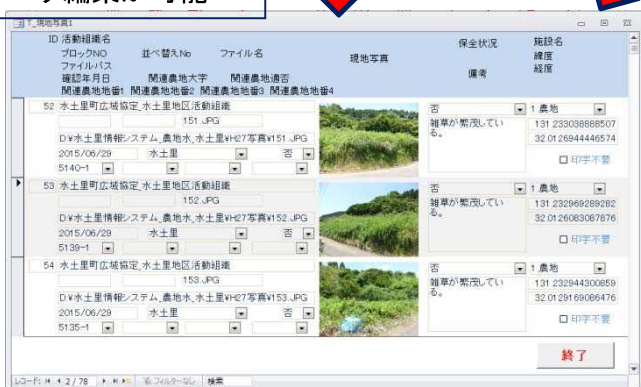 T_現地写真1
ID 活動組織名
ブロックNO 並べ替えNo ファイル名
ファイルパス
確認年月日 関連農地大字 関連農地適否
関連農地地番1 関連農地地番2 関連農地地番3 関連農地地番4
現地写真
保全状況
備考
施設名
緯度
経度
52 水土里町広域協定_水土里地区活動組織
151.JPG
D:¥水土里情報システム_農地水_水土里¥H27写真¥151.JPG
2015/06/29 水土里 否
5140-1
否
雑草が繁茂してい
る。
1 農地
131.233038888507
32.0126944446574
印字不要
53 水土里町広域協定_水土里地区活動組織
152.JPG
D:¥水土里情報システム_農地水_水土里¥H27写真¥152.JPG
2015/06/29 水土里 否
5139-1
否
雑草が繁茂してい
る。
1 農地
131.232969289282
32.0126083087876
印字不要
54 水土里町広域協定_水土里地区活動組織
153.JPG
D:¥水土里情報システム_農地水_水土里¥H27写真¥153.JPG
2015/06/29 水土里 否
5135-1
否
雑草が繁茂してい
る。
1 農地
131.232944300859
32.0129169086476
印字不要
終了
レコード: 2 / 78 フィルターなし 検索